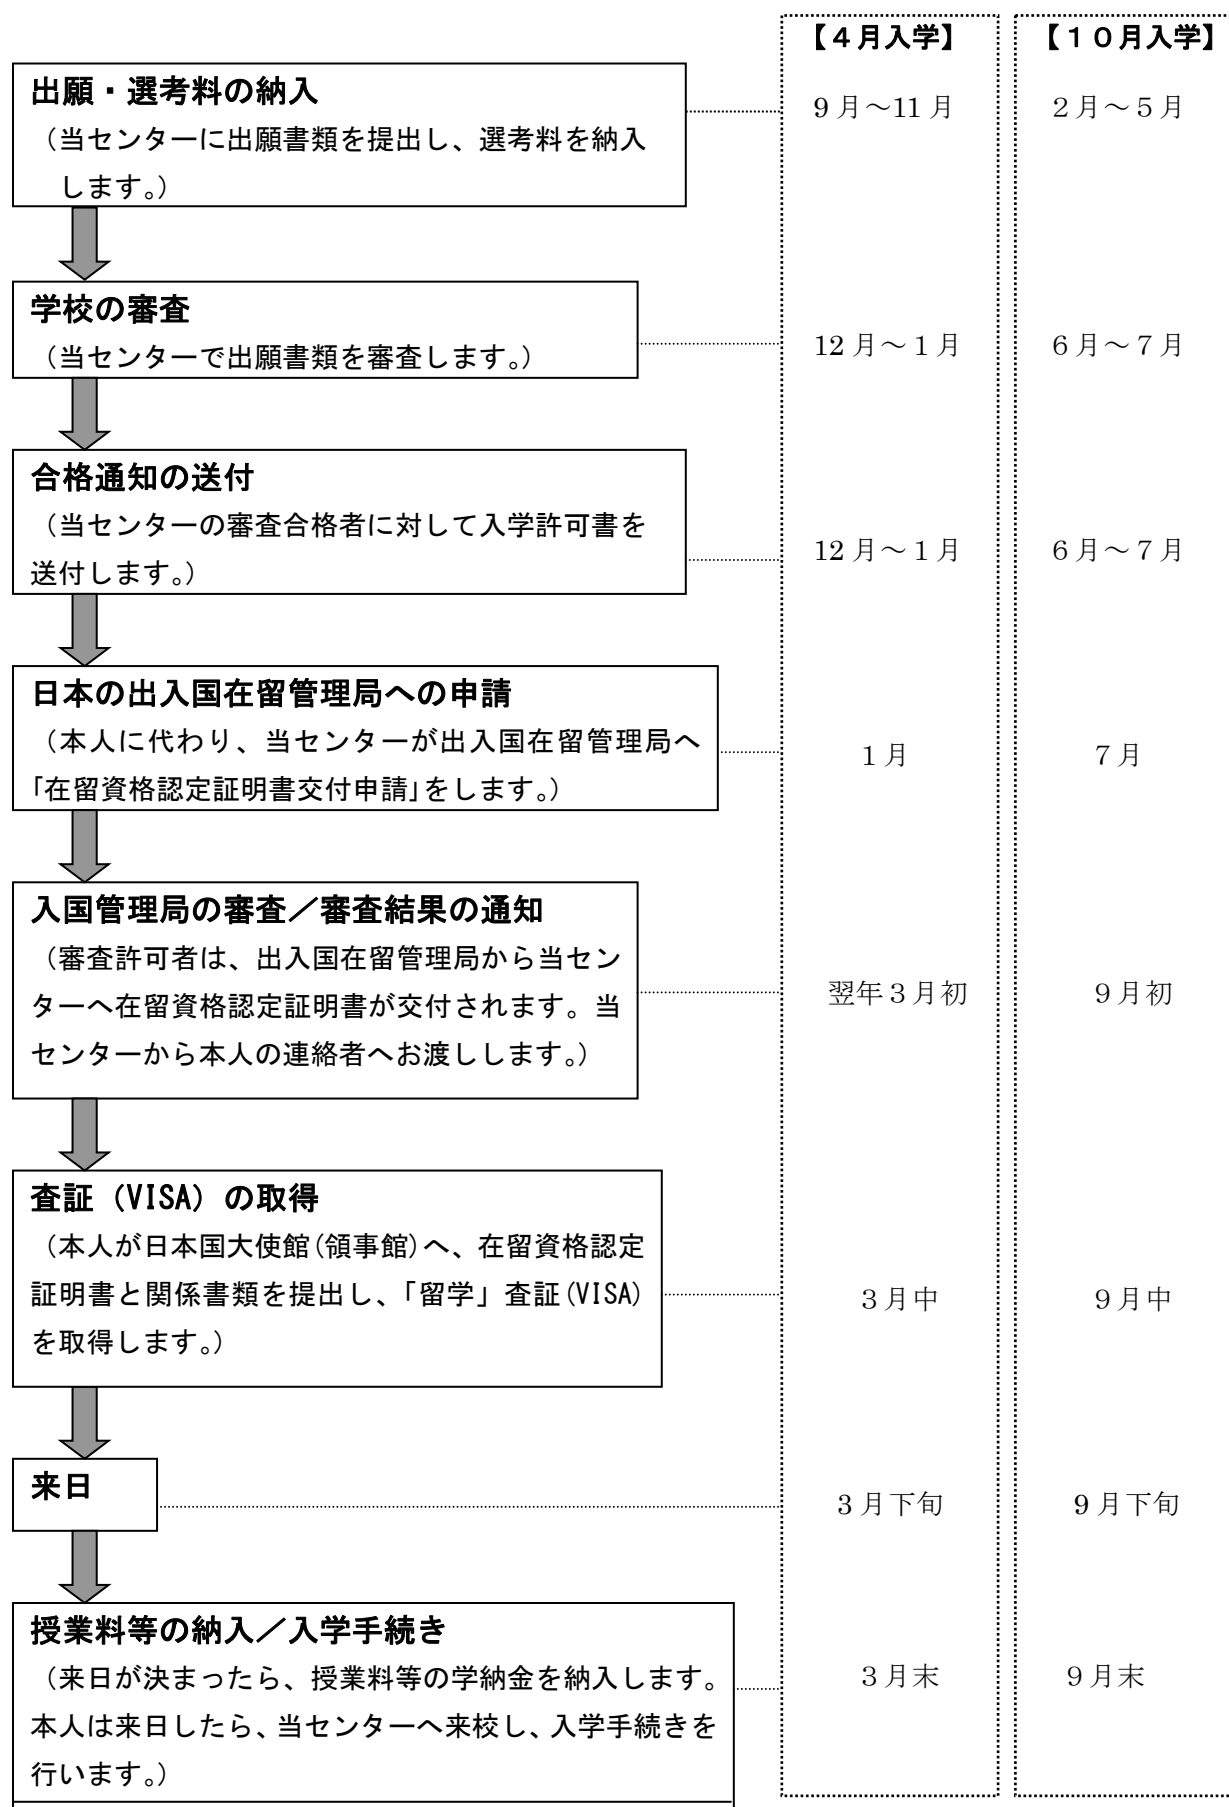 【４月入学】 【１０月入学】
出願・選考料の納入
（当センターに出願書類を提出し、選考料を納入
します。）
9月～11月 ２月～５月
学校の審査
（当センターで出願書類を審査します。）
12月～１月 ６月～７月
合格通知の送付
（当センターの審査合格者に対して入学許可書を
送付します。）
12月～１月 ６月～７月
日本の出入国在留管理局への申請
（本人に代わり、当センターが出入国在留管理局へ
「在留資格認定証明書交付申請」をします。）
１月 ７月
入国管理局の審査／審査結果の通知
（審査許可者は、出入国在留管理局から当セン
ターへ在留資格認定証明書が交付されます。当
センターから本人の連絡者へお渡しします。）
翌年３月初 ９月初
査証（VISA）の取得
（本人が日本国大使館(領事館)へ、在留資格認定
証明書と関係書類を提出し、「留学」査証(VISA)
を取得します。）
３月中 ９月中
来日
３月下旬 ９月下旬
授業料等の納入／入学手続き
（来日が決まったら、授業料等の学納金を納入します。
本人は来日したら、当センターへ来校し、入学手続きを
行います。）
３月末 ９月末